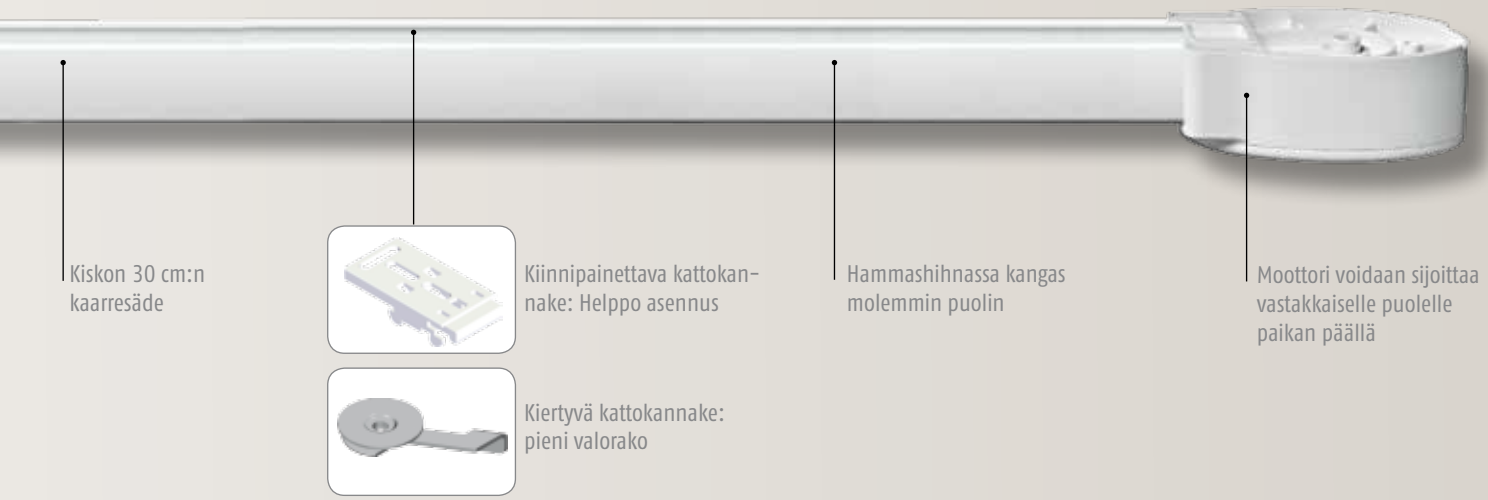 Kiskon 30 cm:n
kaarresäde
Kiinnipainettava kattokan-
nake: Helppo asennus
Kiertyvä kattokannake:
pieni valorako
Hammashihnassa kangas
molemmin puolin
Moottori voidaan sijoittaa
vastakkaiselle puolelle
paikan päällä